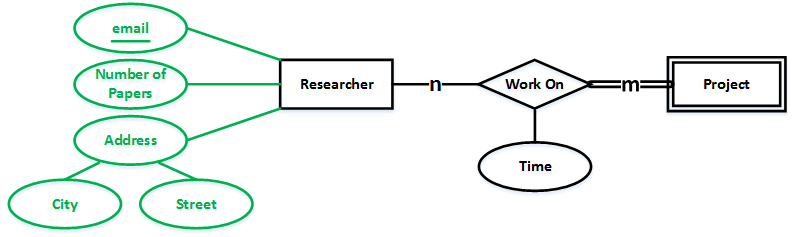 email
Number of
Papers
Address
City
Street
Researcher
n
Work On
m
Project
Time